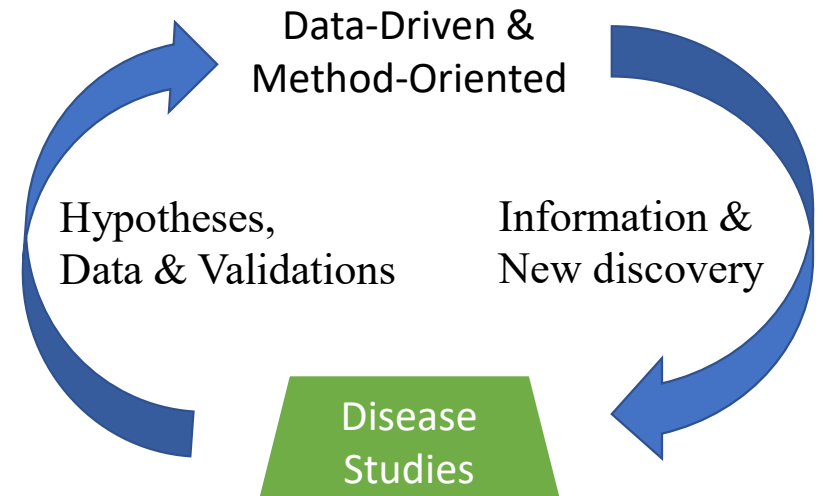 Data-Driven &
Method-Oriented
Hypotheses,
Data & Validations
Information &
New discovery
Disease
Studies